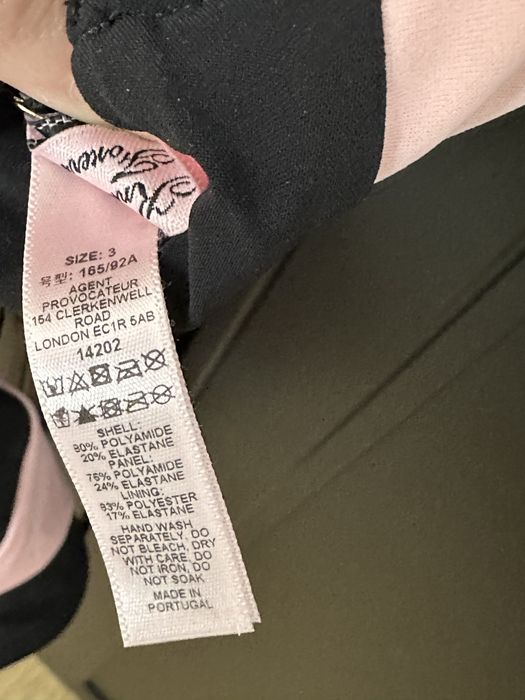 SIZE: 3
号型: 165/92A
AGENT
PROVOCATEUR
154 CLERKENWELL
ROAD
LONDON EC1R 5AB
14202
SHELL:
80% POLYAMIDE
20% ELASTANE
PANEL:
76% POLYAMIDE
24% ELASTANE
LINING:
83% POLYESTER
17% ELASTANE
HAND WASH
SEPARATELY, DO
NOT BLEACH, DRY
WITH CARE, DO
NOT IRON, DO
NOT SOAK
MADE IN
PORTUGAL